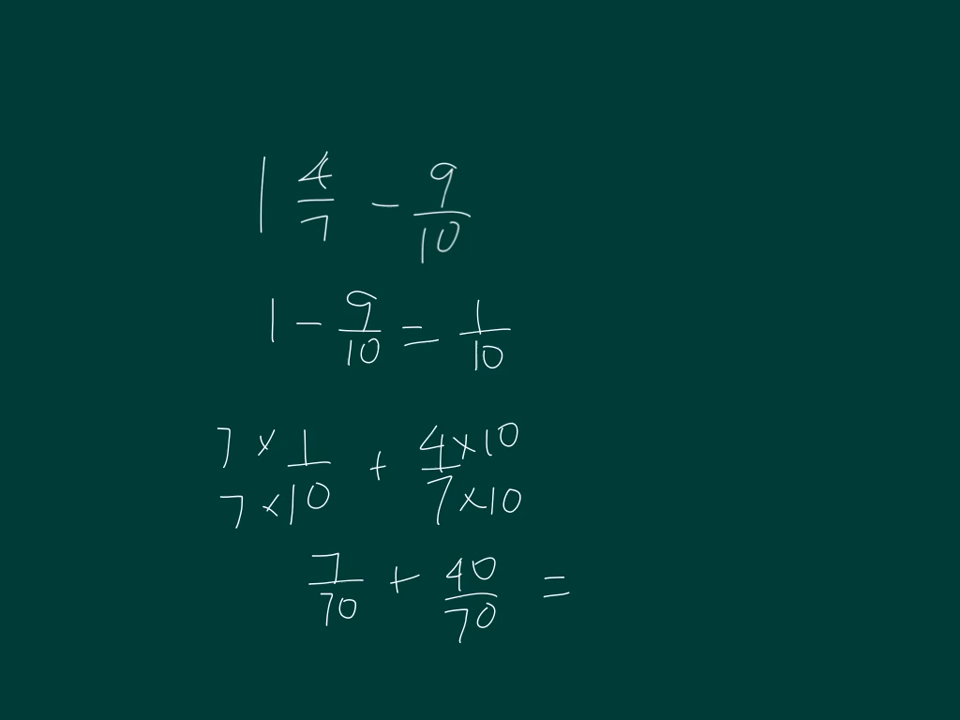 1 4/7 - 9/10
1 - 9/10 = 1/10
7 × 1 / 7 × 10 + 4 × 10 / 7 × 10
7/70 + 40/70 =